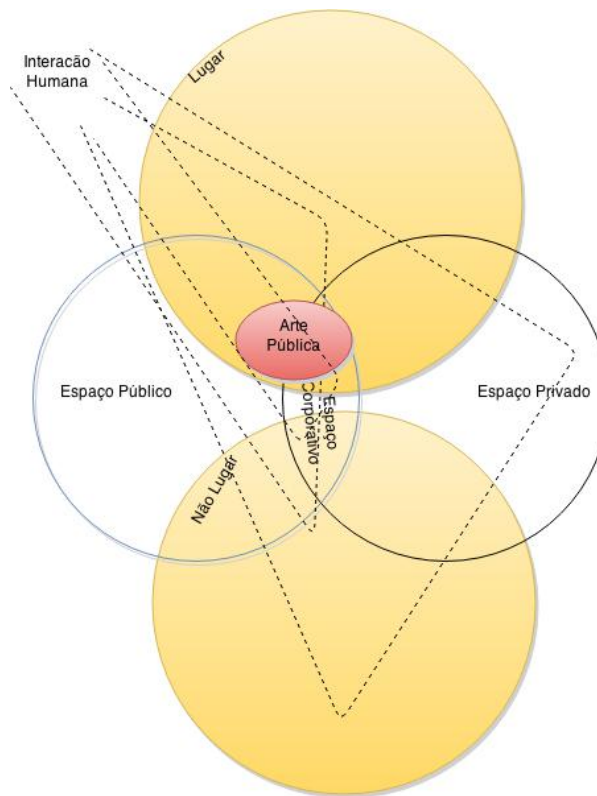 Interacão
Humana
Lugar
Arte
Pública
Espaço Público
Espaço
Corporativo
Espaço Privado
Não Lugar